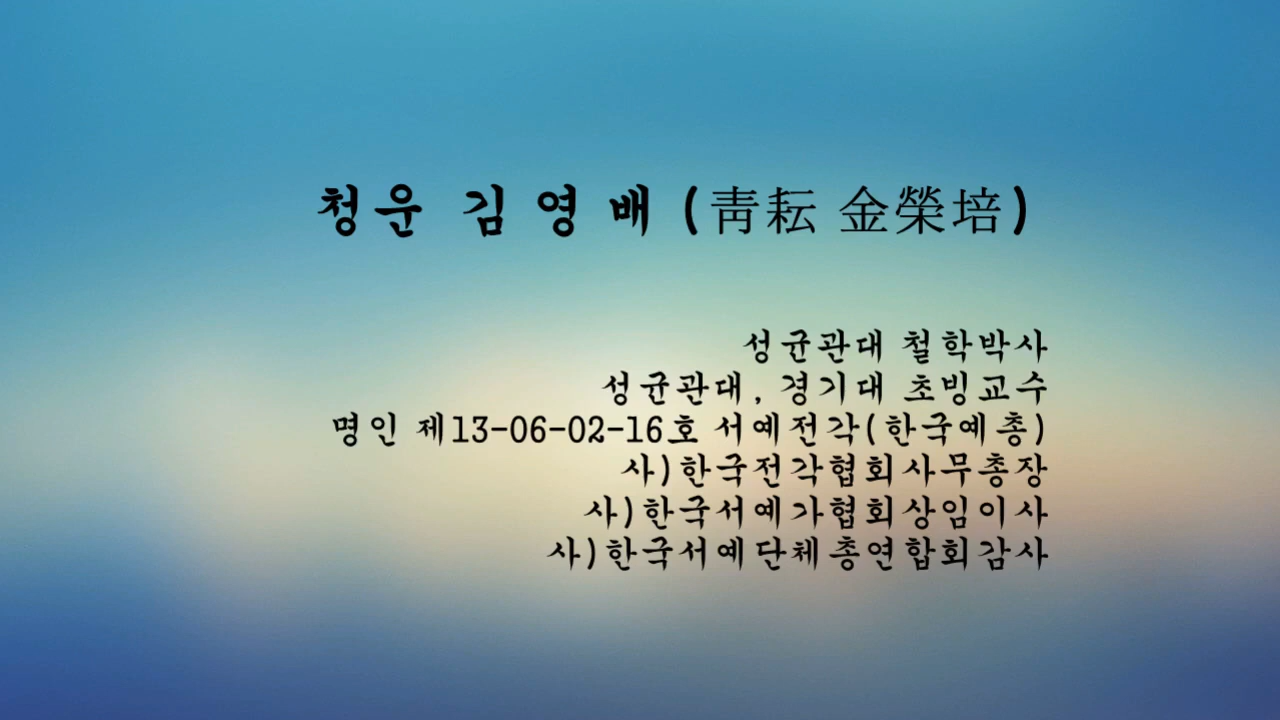 청운 김영배 (靑耘 金榮培)
성균관대 철학박사
성균관대, 경기대 초빙교수
명인 제13-06-02-16호 서예전각(한국예총)
사)한국전각협회사무총장
사)한국서예가협회상임이사
사)한국서예단체총연합회감사